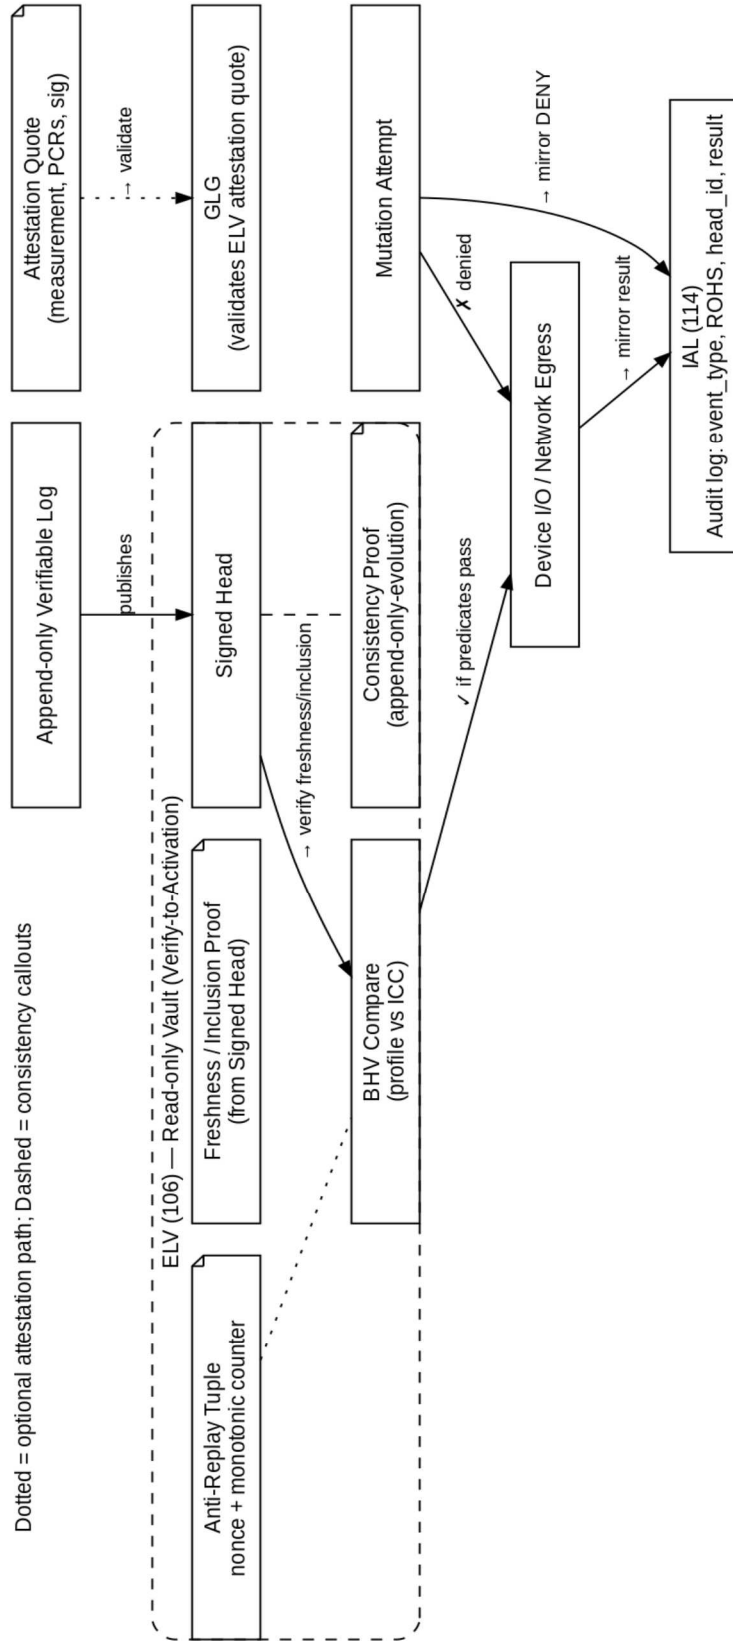 Dotted = optional attestation path; Dashed = consistency callouts
Append-only Verifiable Log
Attestation Quote
(measurement, PCRs, sig)
publishes
→ validate
ELV (106) — Read-only Vault (Verify-to-Activation)
Anti-Replay Tuple
nonce + monotonic counter
Freshness / Inclusion Proof
(from Signed Head)
Signed Head
GLG
(validates ELV attestation quote)
→ verify freshness/inclusion
BHV Compare
(profile vs ICC)
Consistency Proof
(append-only-evolution)
Mutation Attempt
✓ if predicates pass
✗ denied
→ mirror DENY
Device I/O / Network Egress
→ mirror result
IAL (114)
Audit log: event_type, ROHS, head_id, result